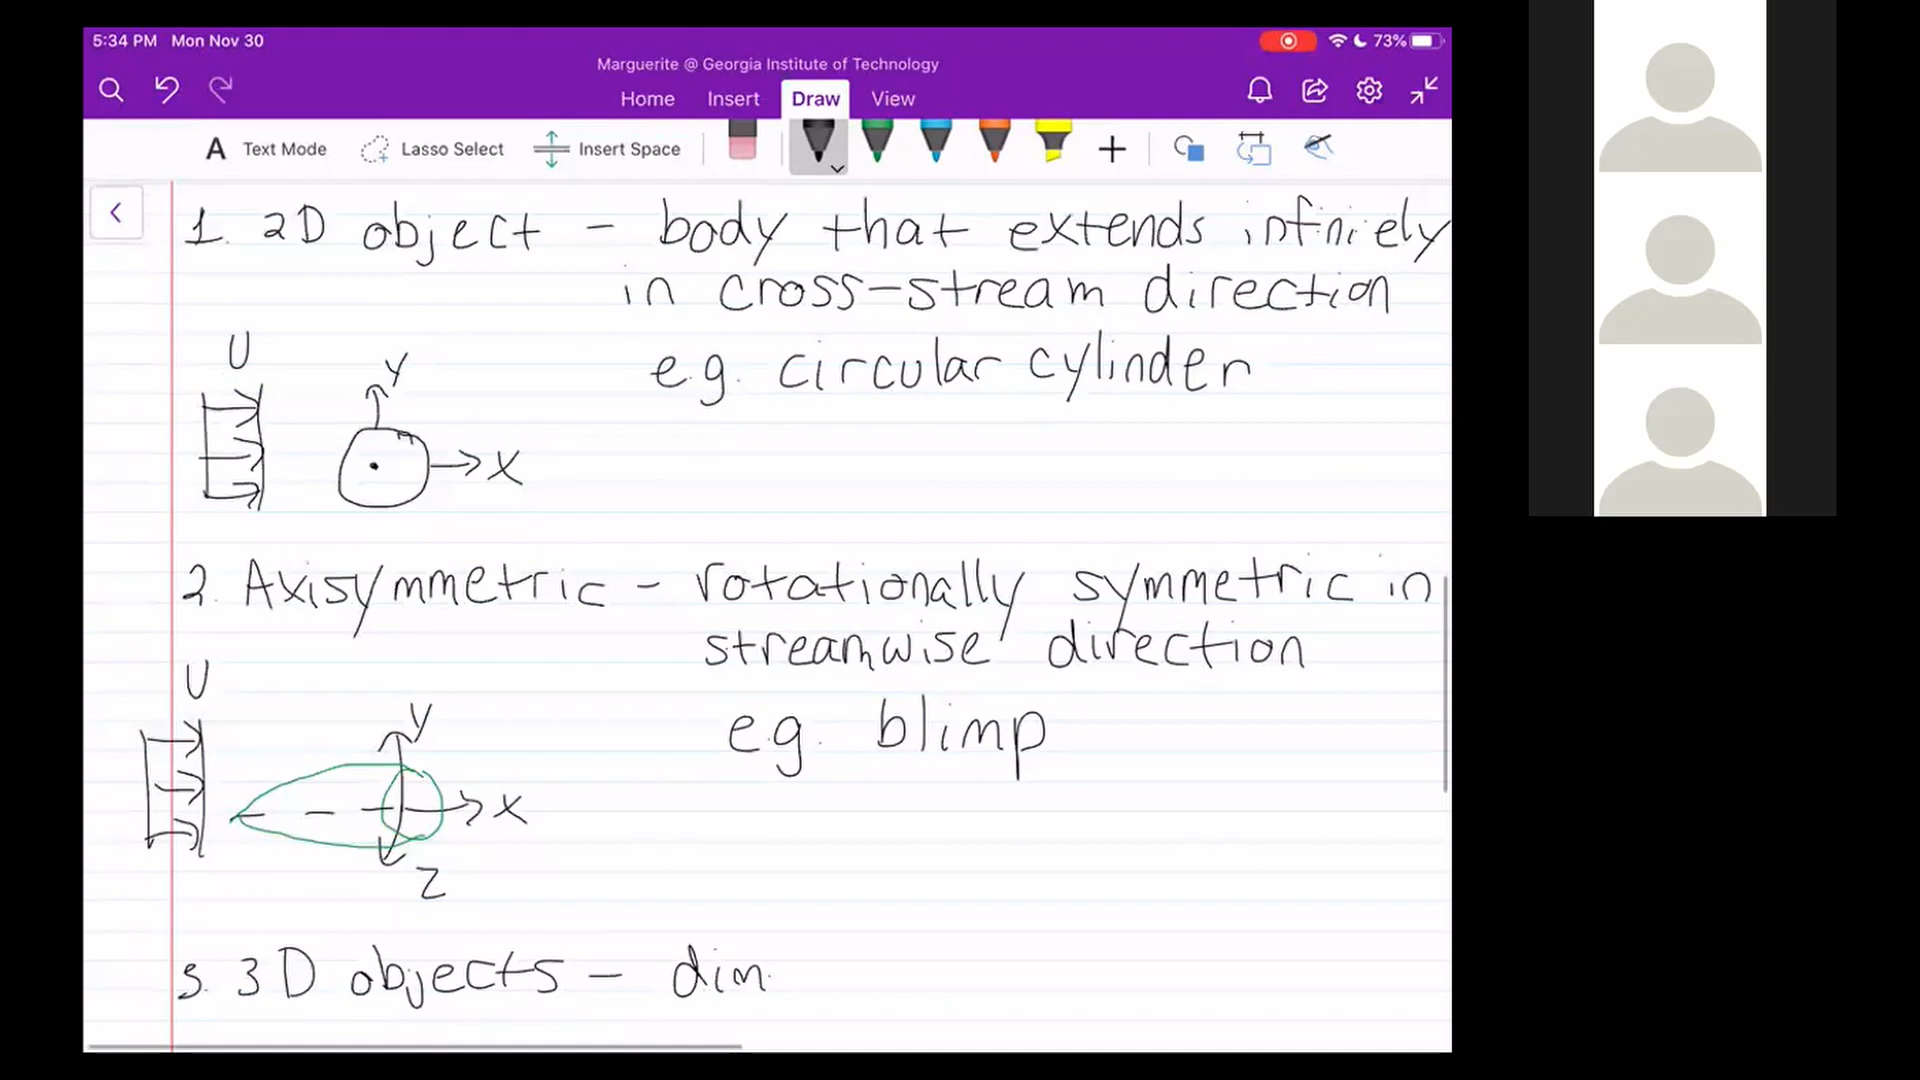 5:34 PM Mon Nov 30
73%
Marguerite @ Georgia Institute of Technology
Home Insert Draw View
A Text Mode Lasso Select Insert Space
1. 2D object - body that extends infiniely
in cross-stream direction
e.g. circular cylinder
U
Y
X
2. Axisymmetric - rotationally symmetric in
streamwise direction
U
e.g. blimp
Y
X
Z
3. 3D objects - dim